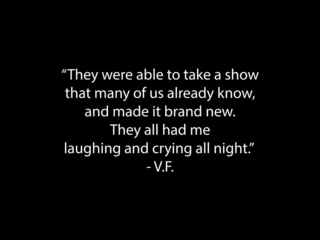 “They were able to take a show
that many of us already know,
and made it brand new.
They all had me
laughing and crying all night.”
- V.F.